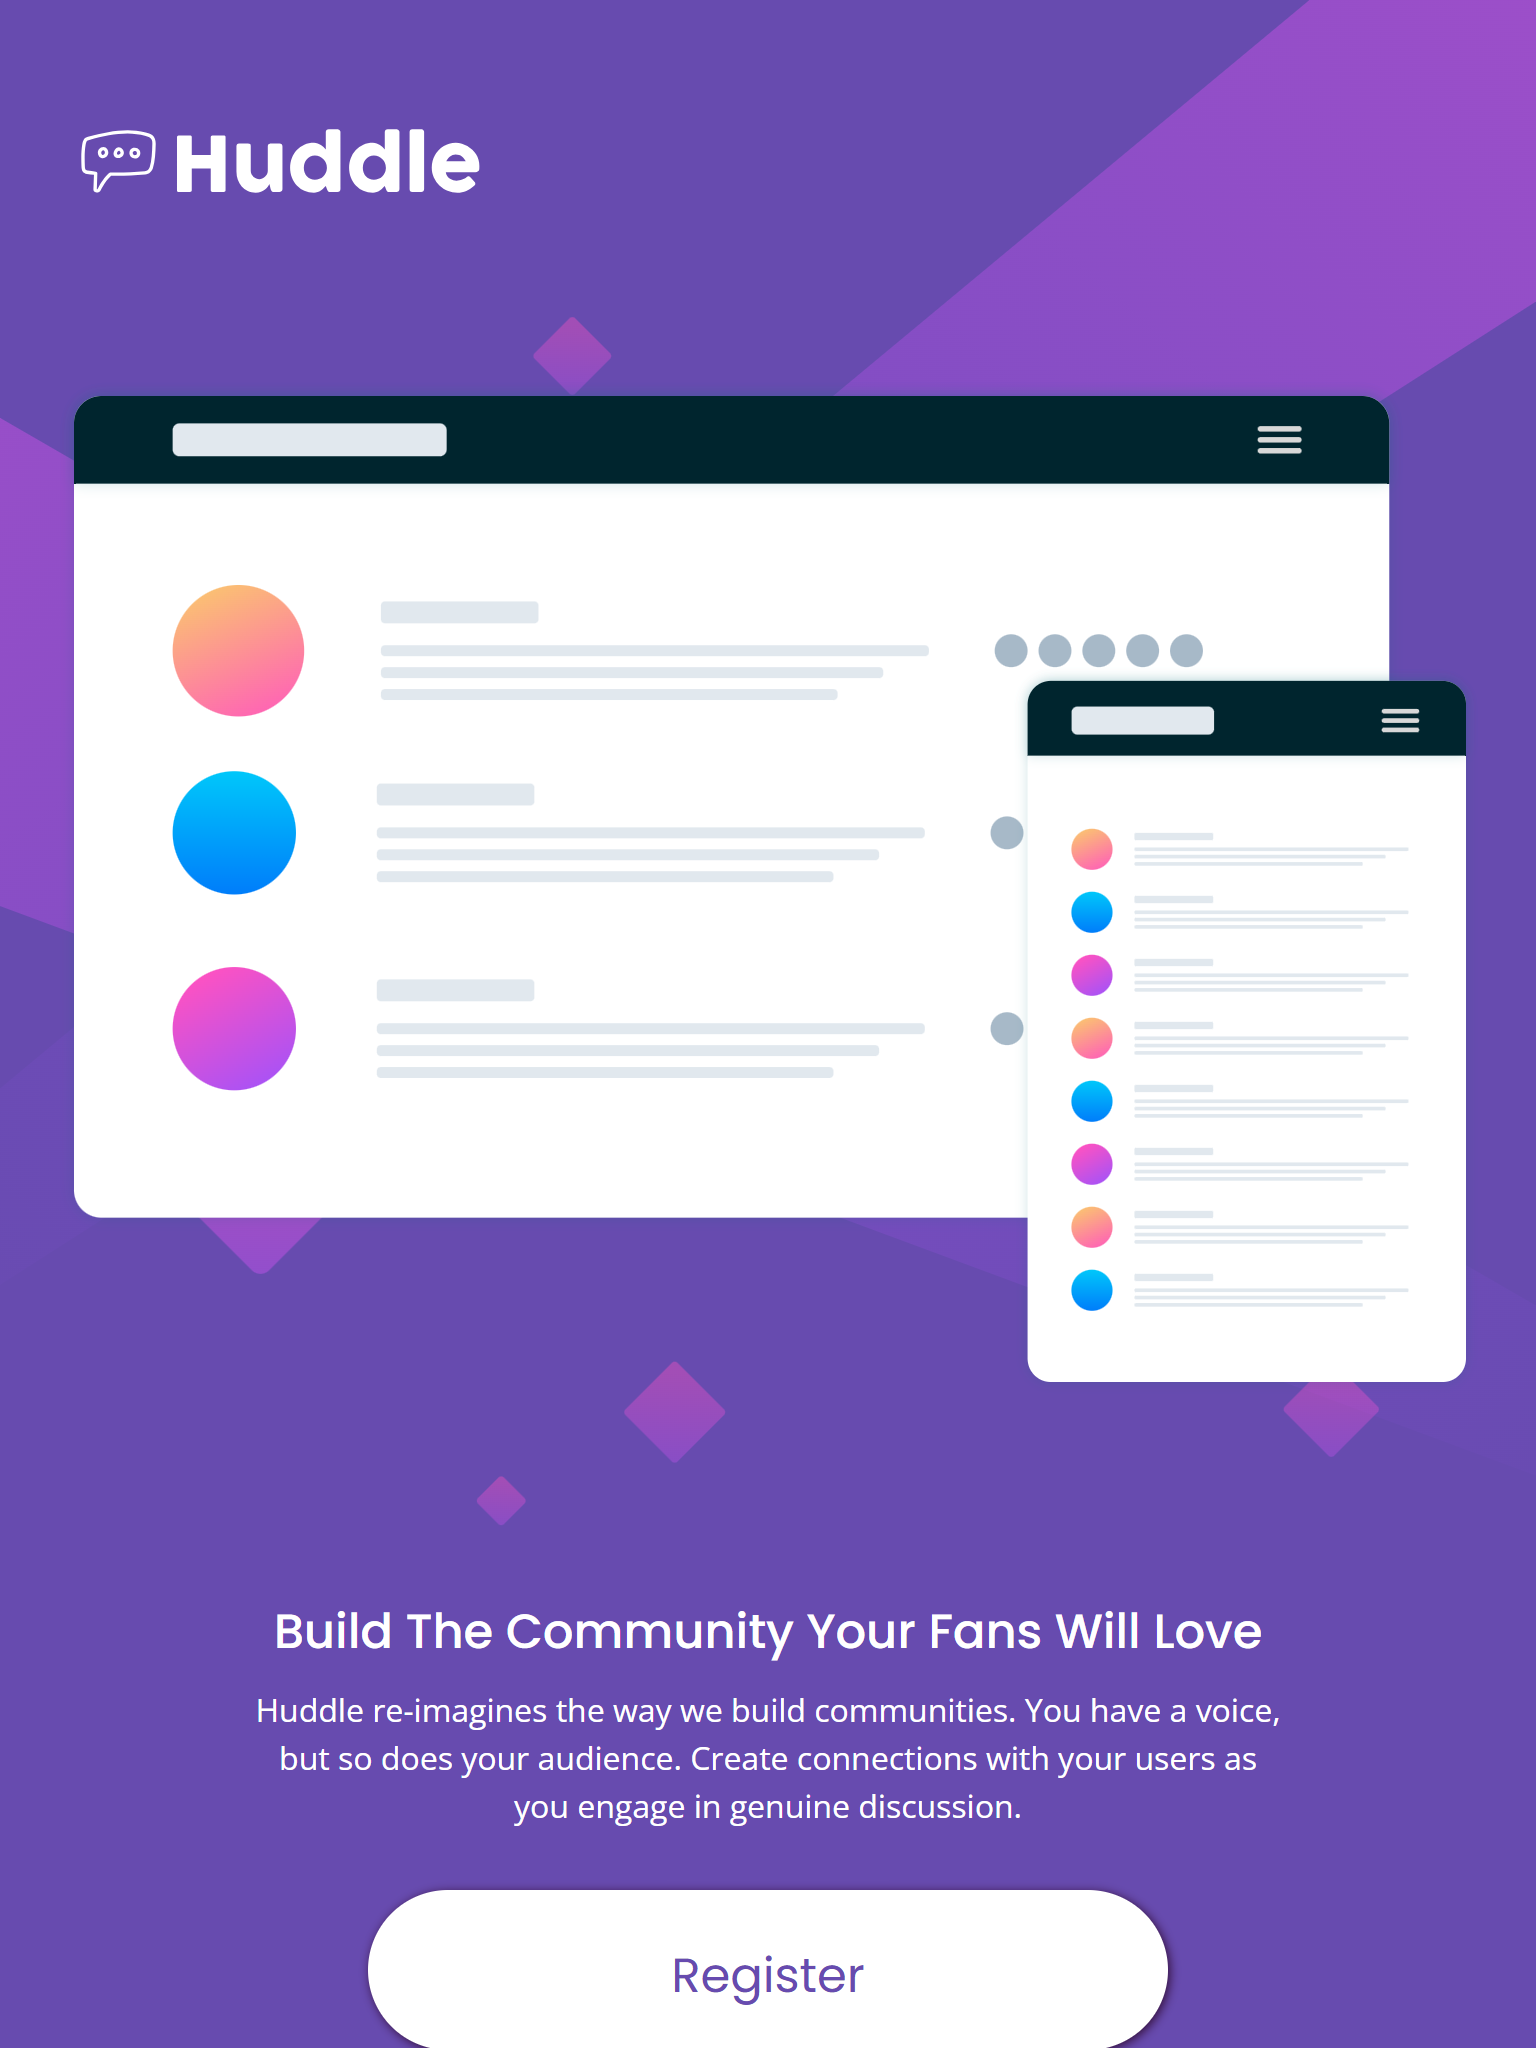 Huddle
Build The Community Your Fans Will Love
Huddle re-imagines the way we build communities. You have a voice,
but so does your audience. Create connections with your users as
you engage in genuine discussion.
Register